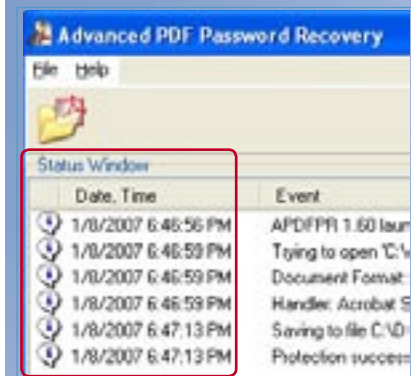 Advanced PDF Password Recovery
File Help
Status Window
Date, Time Event
1/8/2007 6:46:56 PM APDFPR 1.60
1/8/2007 6:46:59 PM Trying to open
1/8/2007 6:46:59 PM Document Format:
1/8/2007 6:46:59 PM Handler: Acrobat
1/8/2007 6:47:13 PM Saving to file
1/8/2007 6:47:13 PM Protection